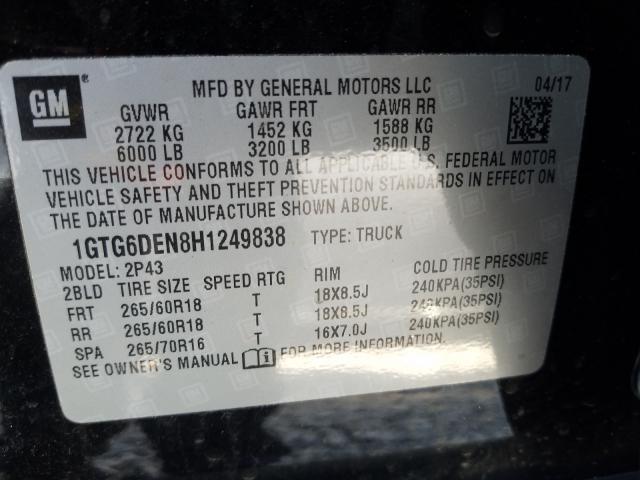 GM ®
MFD BY GENERAL MOTORS LLC 04/17
GVWR GAWR FRT GAWR RR
2722 KG 1452 KG 1588 KG
6000 LB 3200 LB 3500 LB
THIS VEHICLE CONFORMS TO ALL APPLICABLE U.S. FEDERAL MOTOR
VEHICLE SAFETY AND THEFT PREVENTION STANDARDS IN EFFECT ON
THE DATE OF MANUFACTURE SHOWN ABOVE.
1GTG6DEN8H1249838 TYPE: TRUCK
MODEL: 2P43
2BLD TIRE SIZE SPEED RTG RIM COLD TIRE PRESSURE
FRT 265/60R18 T 18X8.5J 240KPA(35PSI)
RR 265/60R18 T 18X8.5J 240KPA(35PSI)
SPA 265/70R16 T 16X7.0J 240KPA(35PSI)
SEE OWNER'S MANUAL FOR MORE INFORMATION.